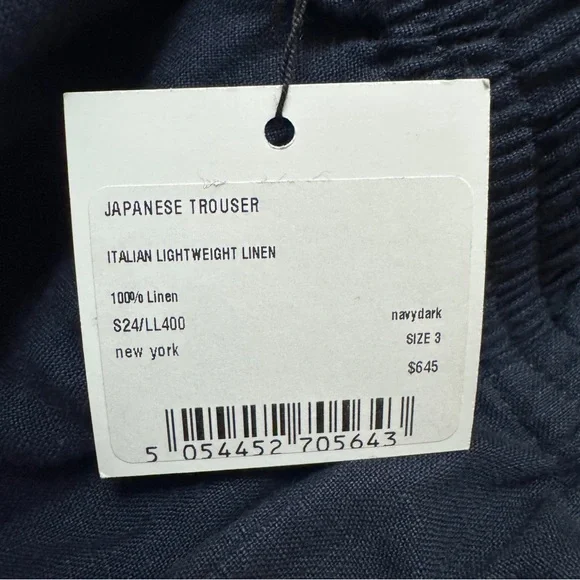 JAPANESE TROUSER
ITALIAN LIGHTWEIGHT LINEN
100% Linen
S24/LL400
navydark
new york
SIZE 3
$645
5 054452 705643